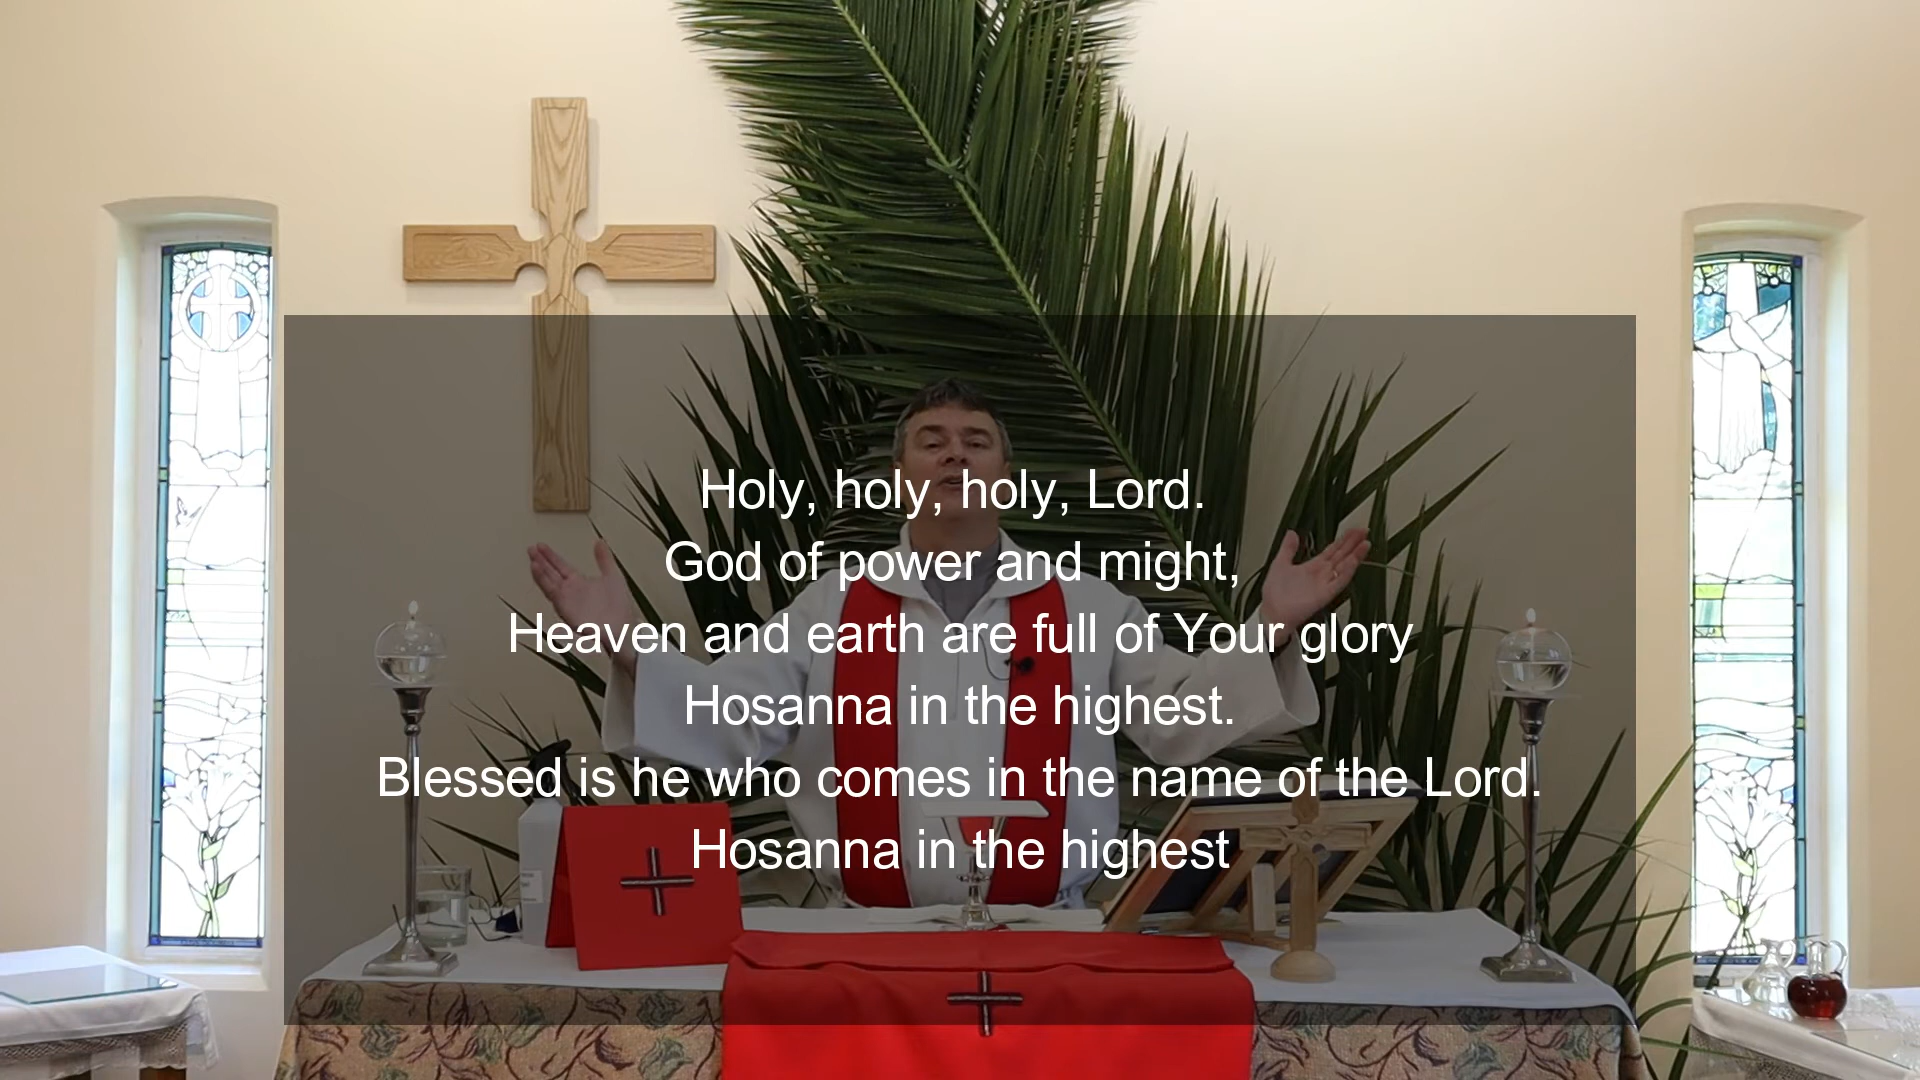 Holy, holy, holy, Lord.
God of power and might,
Heaven and earth are full of Your glory
Hosanna in the highest.
Blessed is he who comes in the name of the Lord.
Hosanna in the highest